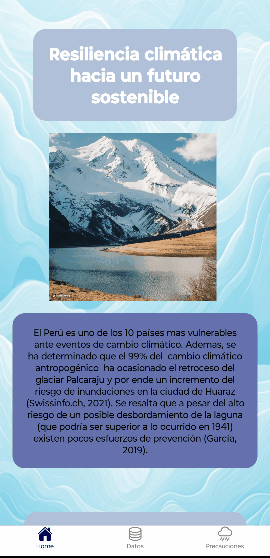 Resiliencia climática
hacia un futuro
sostenible
El Perú es uno de los 10 países mas vulnerables
ante eventos de cambio climático. Ademas, se
ha determinado que el 99% del cambio climático
antropogénico ha ocasionado el retroceso del
glaciar Palcaraju y por ende un incremento del
riesgo de inundaciones en la ciudad de Huaraz
(Swissinfo.ch, 2021). Se resalta que a pesar del alto
riesgo de un posible desbordamiento de la laguna
(que podría ser superior a lo ocurrido en 1941)
existen pocos esfuerzos de prevención (García,
2019).
Home
Datos
Precauciones